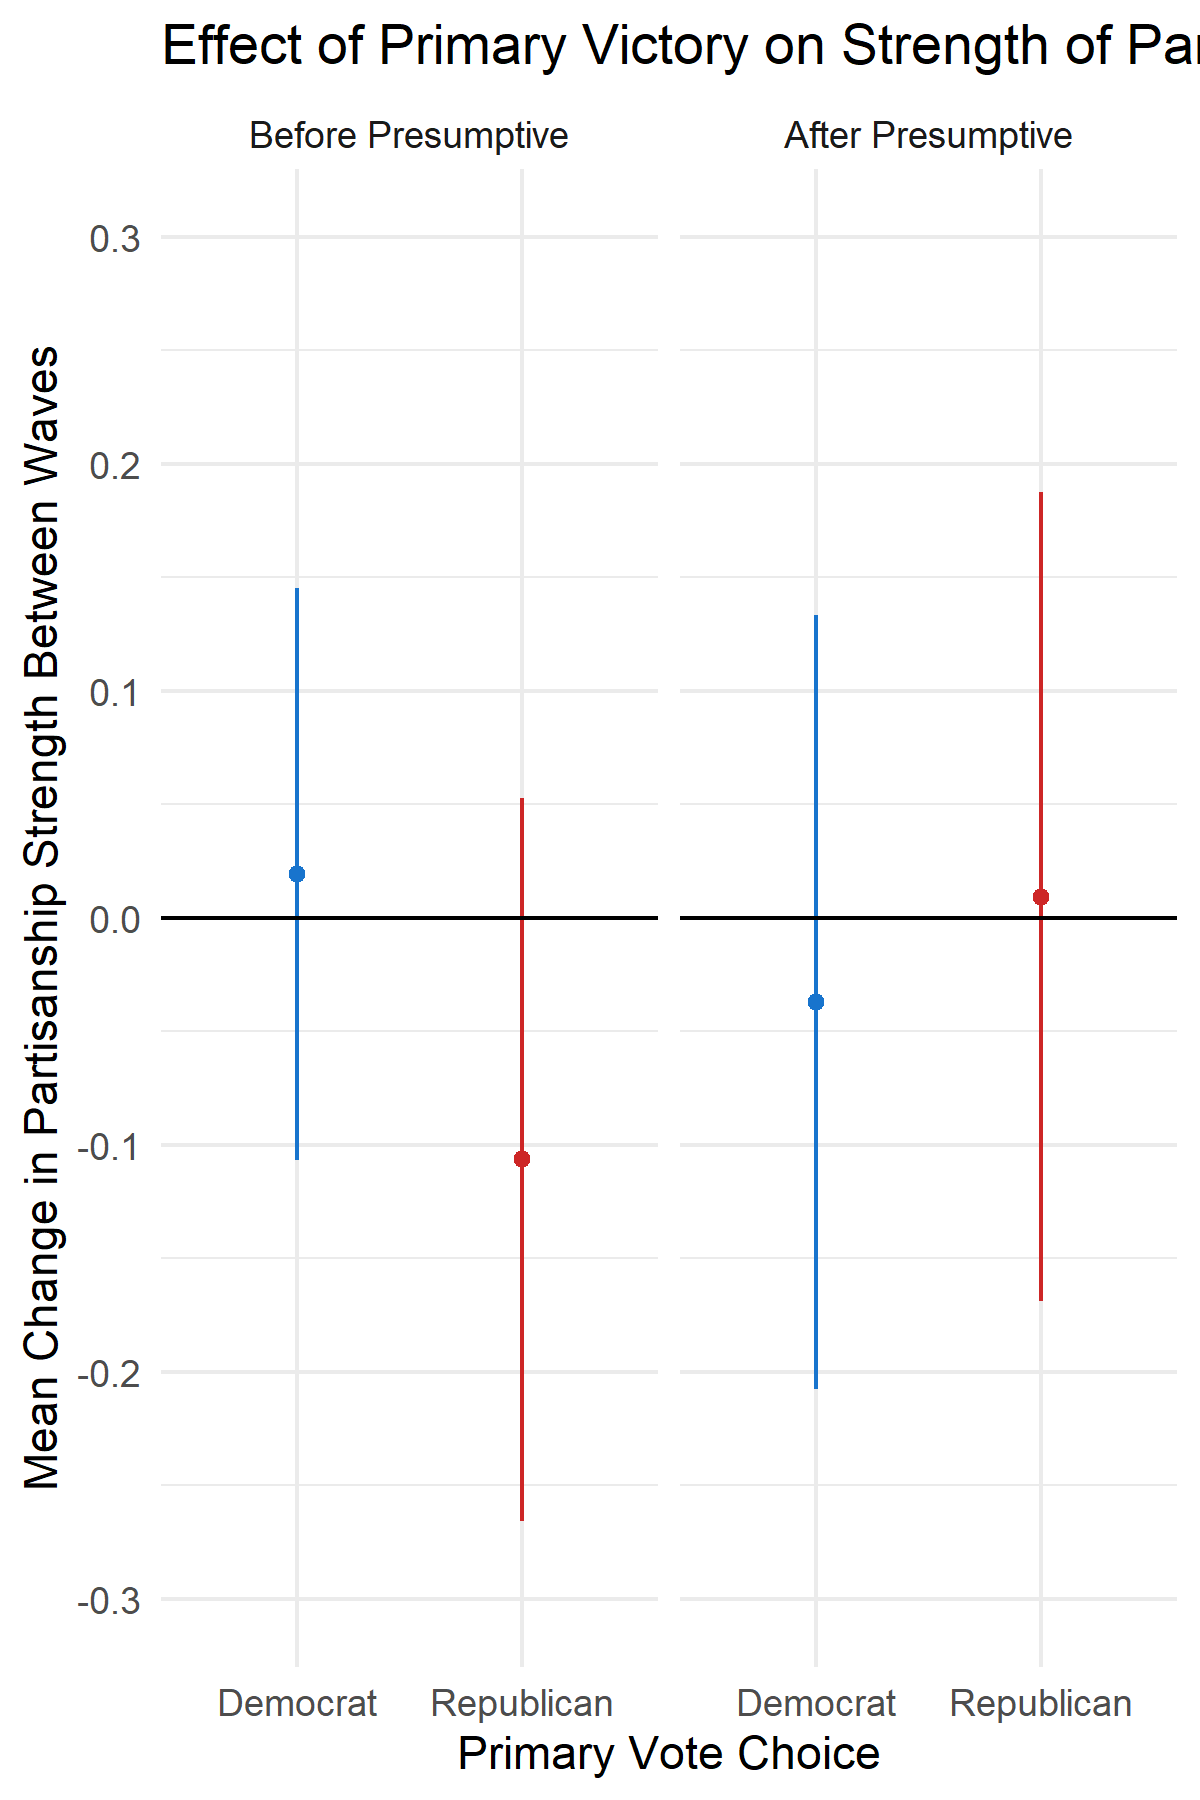 Effect of Primary Victory on Strength of Par
Before Presumptive
After Presumptive
Mean Change in Partisanship Strength Between Waves
0.3
0.2
0.1
0.0
-0.1
-0.2
-0.3
Democrat Republican Democrat Republican
Primary Vote Choice